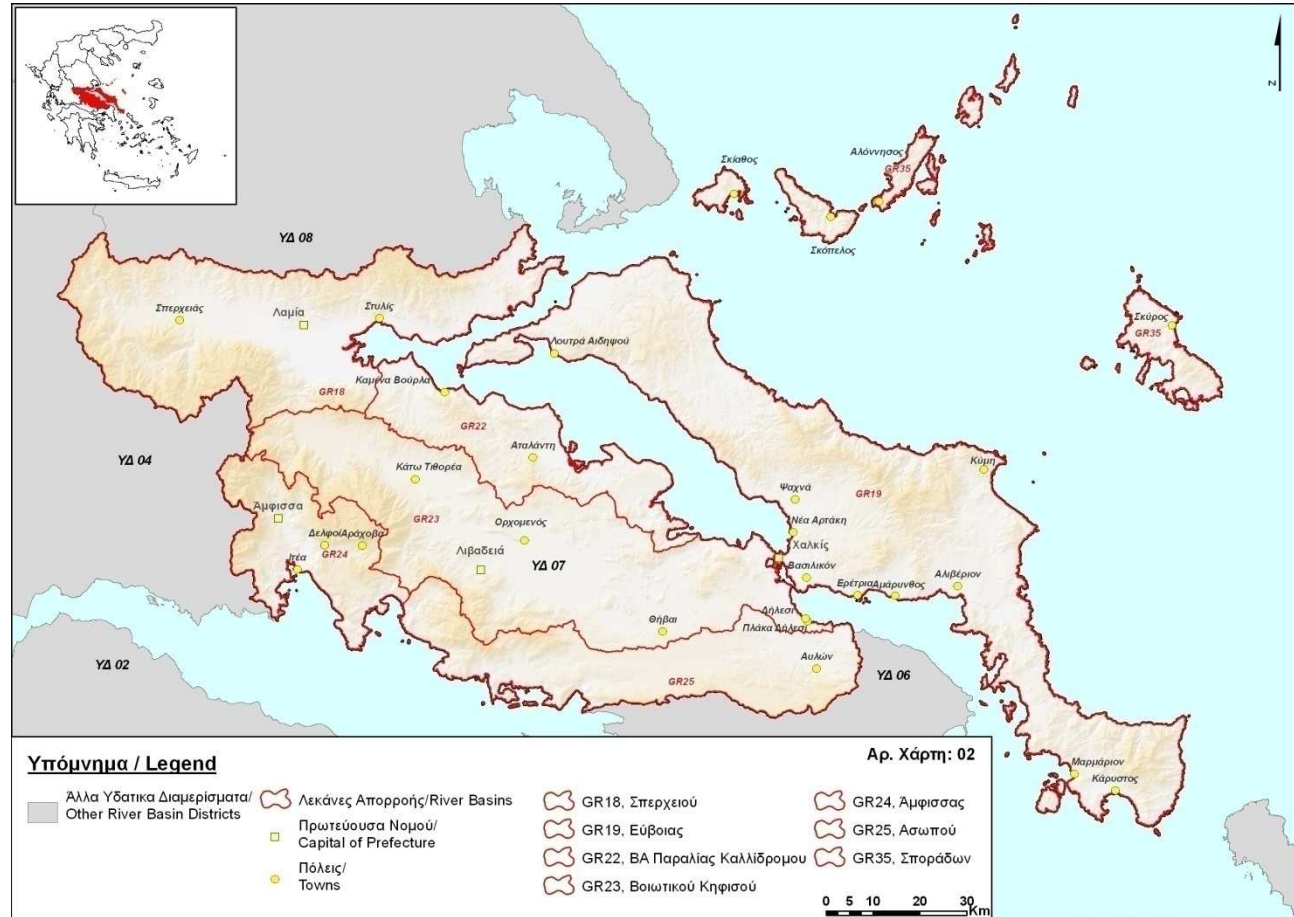 z
Σκίαθος
Αλόννησος
GR35
Σκόπελος
ΥΔ 08
Σπερχειάς
Λαμία
Στυλίς
Σκύρος
GR35
Λουτρά Αιδηψού
Καμένα Βούρλα
GR18
GR22
ΥΔ 04
Αταλάντη
Κάτω Τιθορέα
Κύμη
Ψαχνά
GR19
Άμφισσα
GR23
Ορχομενός
Νέα Αρτάκη
Δελφοί
Αράχοβα
GR24
Χαλκίς
Ιτέα
Λιβαδειά
ΥΔ 07
Βασιλικόν
Ερέτρια
Αμάρυνθος
Αλιβέριον
Δήλεσι
Πλάκα Δήλεσι
Θήβαι
ΥΔ 02
Αυλών
ΥΔ 06
GR25
Μαρμάριον
Κάρυστος
Αρ. Χάρτη: 02
Υπόμνημα / Legend
Άλλα Υδατικα Διαμερίσματα/
Other River Basin Districts
Λεκάνες Απορροής/River Basins
Πρωτεύουσα Νομού/
Capital of Prefecture
Πόλεις/
Towns
GR18, Σπερχειού
GR19, Εύβοιας
GR22, ΒΑ Παραλίας Καλλίδρομου
GR23, Βοιωτικού Κηφισού
GR24, Άμφισσας
GR25, Ασωπού
GR35, Σποράδων
0 5 10 20 30
Km